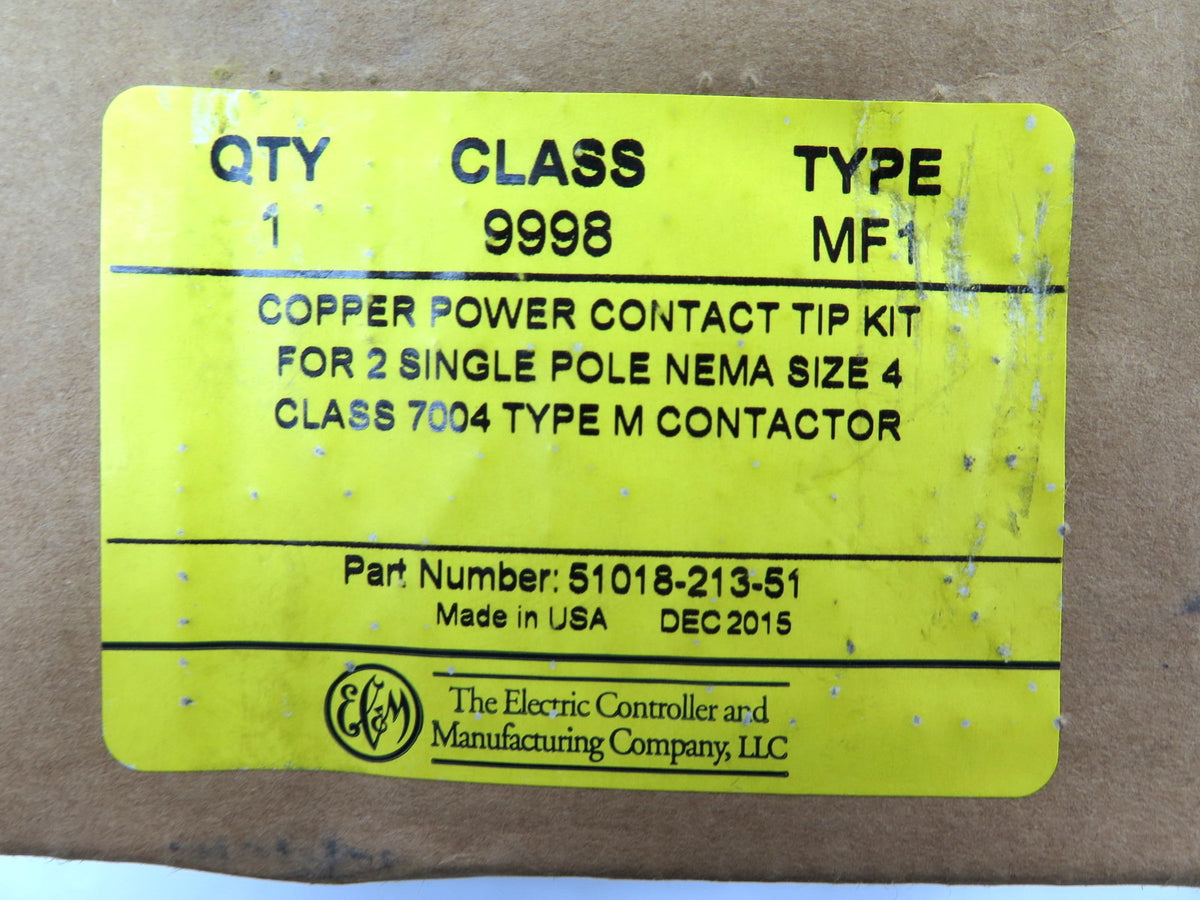 QTY CLASS TYPE
1 9998 MF1
COPPER POWER CONTACT TIP KIT
FOR 2 SINGLE POLE NEMA SIZE 4
CLASS 7004 TYPE M CONTACTOR
Part Number: 51018-213-51
Made in USA DEC 2015
EC&M
The Electric Controller and
Manufacturing Company, LLC